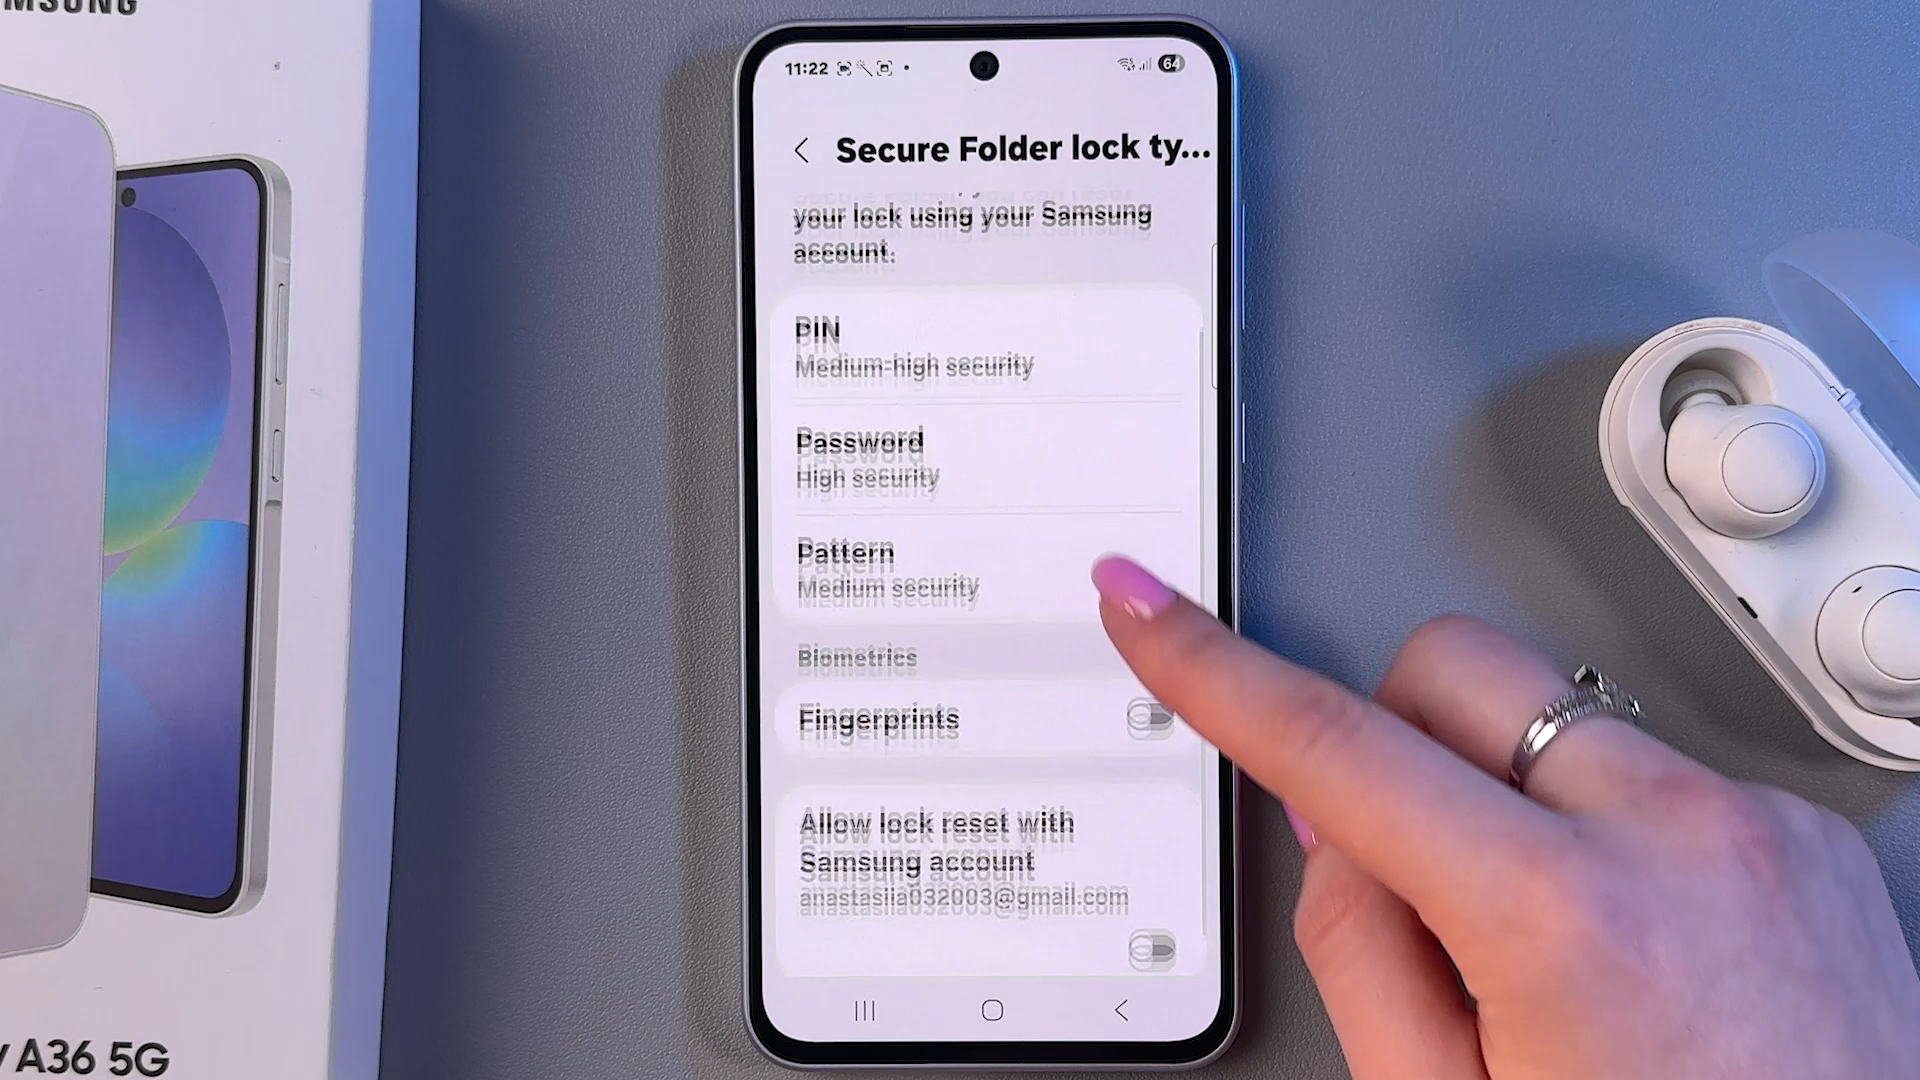 MSUNG
11:22
64
Secure Folder lock ty...
your lock using your Samsung
account.
PIN
Medium-high security
Password
High security
Pattern
Medium security
Biometrics
Fingerprints
Allow lock reset with
Samsung account
anastasiia032003@gmail.com
A36 5G